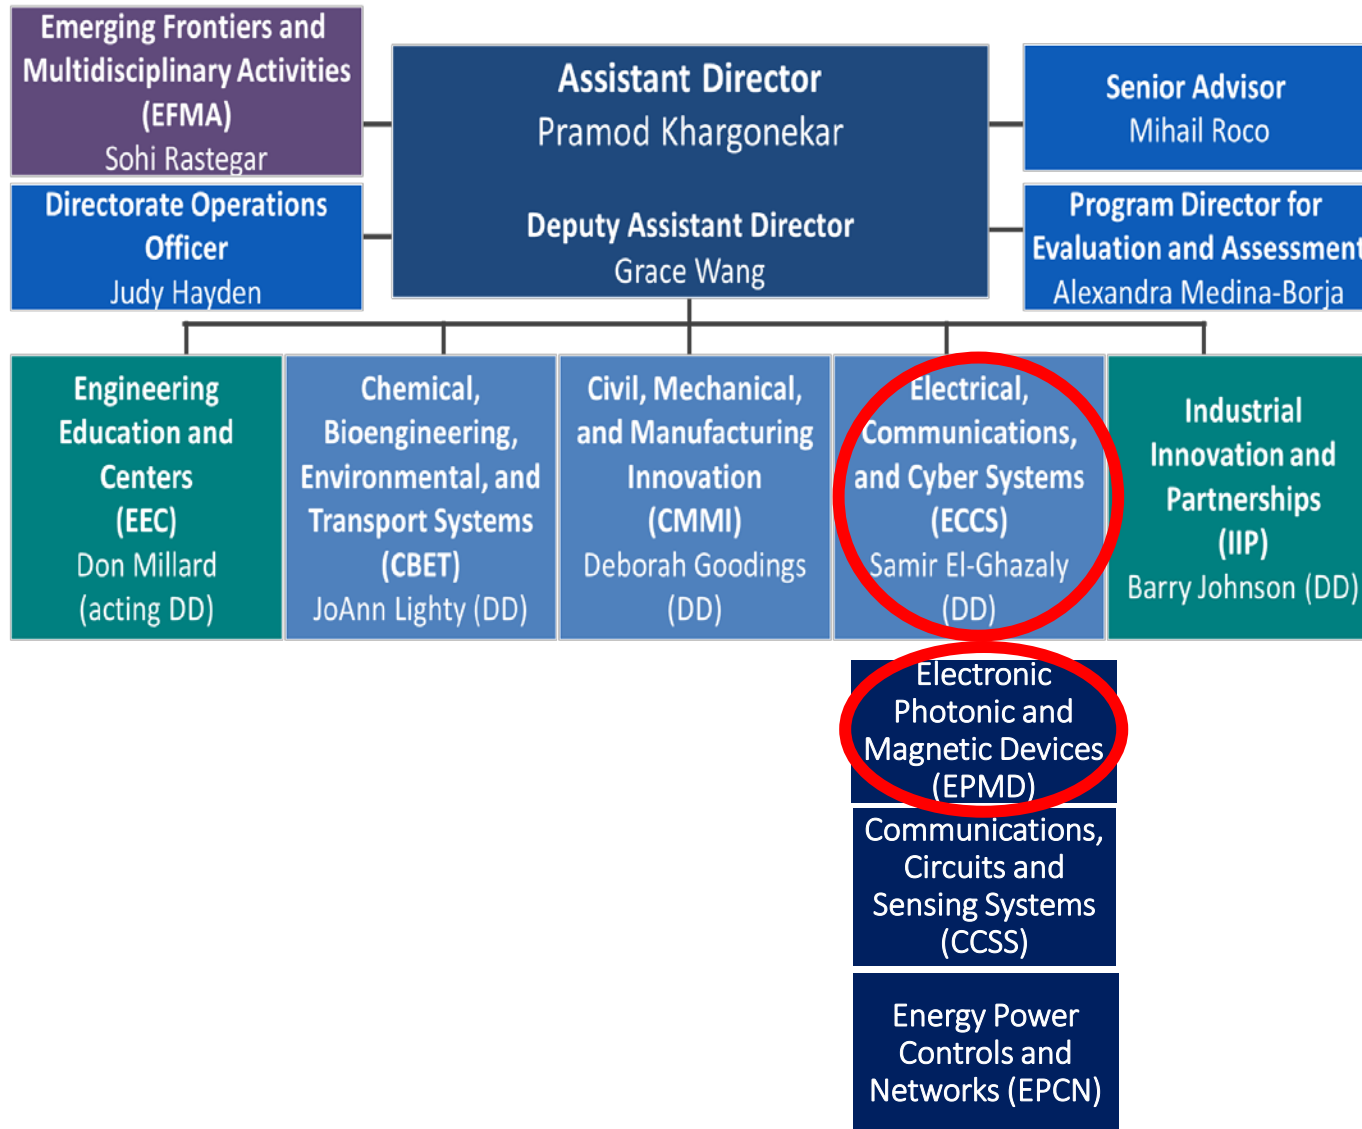 Emerging Frontiers and
Multidisciplinary Activities
(EFMA)
Sohi Rastegar
Directorate Operations
Officer
Judy Hayden
Assistant Director
Pramod Khargonekar
Deputy Assistant Director
Grace Wang
Senior Advisor
Mihail Roco
Program Director for
Evaluation and Assessment
Alexandra Medina-Borja
Engineering
Education and
Centers
(EEC)
Don Millard
(acting DD)
Chemical,
Bioengineering,
Environmental, and
Transport Systems
(CBET)
JoAnn Lighty (DD)
Civil, Mechanical,
and Manufacturing
Innovation
(CMMI)
Deborah Goodings
(DD)
Electrical,
Communications,
and Cyber Systems
(ECCS)
Samir El-Ghazaly
(DD)
Industrial
Innovation and
Partnerships
(IIP)
Barry Johnson (DD)
Electronic
Photonic and
Magnetic Devices
(EPMD)
Communications,
Circuits and
Sensing Systems
(CCSS)
Energy Power
Controls and
Networks (EPCN)